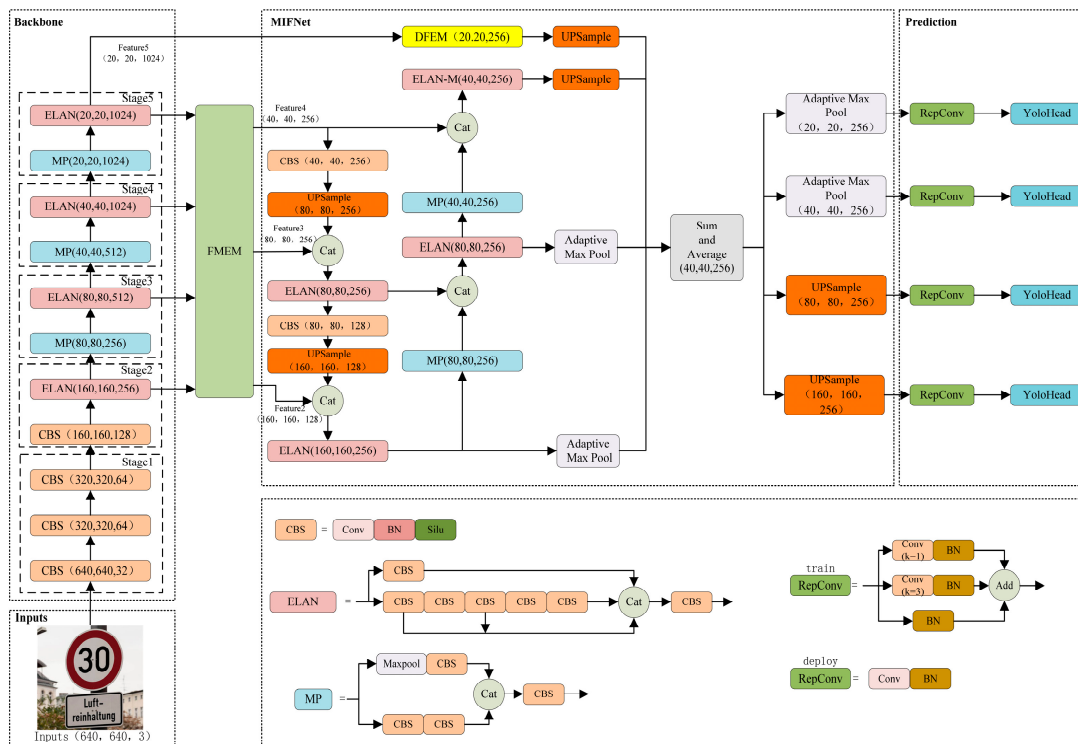 Backbone
Feature5
(20, 20, 1024)
Stage5
ELAN(20,20,1024)
MP(20,20,1024)
Stage4
ELAN(40,40,1024)
MP(40,40,512)
Stage3
ELAN(80,80,512)
MP(80,80,256)
Stage2
ELAN(160,160,256)
CBS（160,160,128）
Stage1
CBS（320,320,64）
CBS（320,320,64）
CBS（640,640,32）
Inputs
30
Luft-
reinhaltung
Inputs (640, 640, 3)
FMEM
MIFNet
DFEM（20.20,256)
UPSample
ELAN-M(40,40,256)
UPSample
Feature4
(40, 40, 256)
Cat
CBS（40，40，256）
UPSample
（80，80，256）
MP(40,40,256)
Feature3
(80. 80, 256)
Cat
ELAN(80,80,256)
Adaptive
Max Pool
Sum
and
Average
(40,40,256)
ELAN(80,80,256)
Cat
CBS（80，80，128）
UPSample
（160，160，128）
MP(80,80,256)
Feature2
(160, 160, 128)
Cat
ELAN(160,160,256)
Adaptive
Max Pool
Adaptive Max
Pool
（20，20，256）
Adaptive Max
Pool
（40，40，256）
UPSample
（80，80，256）
UPSample
（160，160，
256）
Prediction
RepConv
YoloHead
RepConv
YoloHead
RepConv
YoloHead
RepConv
YoloHead
CBS = Conv BN Silu
ELAN =
CBS
CBS CBS CBS CBS CBS
Cat
CBS
MP =
Maxpool CBS
CBS CBS
Cat
CBS
train
RepConv =
Conv
(k=1)
BN
Conv
(k=3)
BN
BN
Add
deploy
RepConv = Conv BN